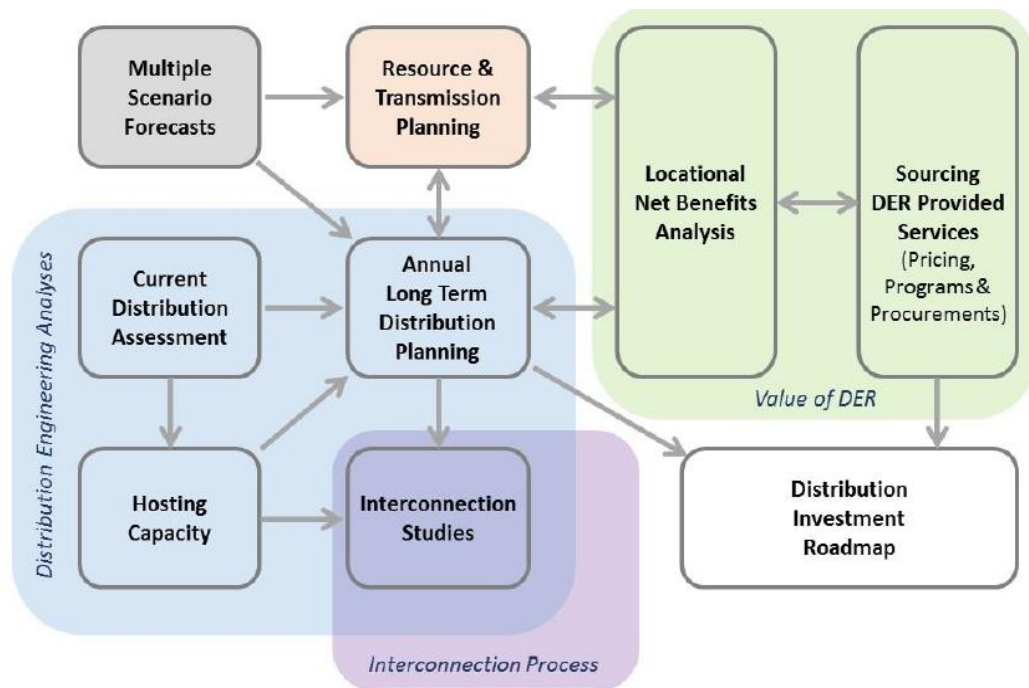 Multiple
Scenario
Forecasts
Resource &
Transmission
Planning
Locational
Net Benefits
Analysis
Sourcing
DER Provided
Services
(Pricing,
Programs &
Procurements)
Value of DER
Distribution Engineering Analyses
Current
Distribution
Assessment
Annual
Long Term
Distribution
Planning
Hosting
Capacity
Interconnection
Studies
Interconnection Process
Distribution
Investment
Roadmap